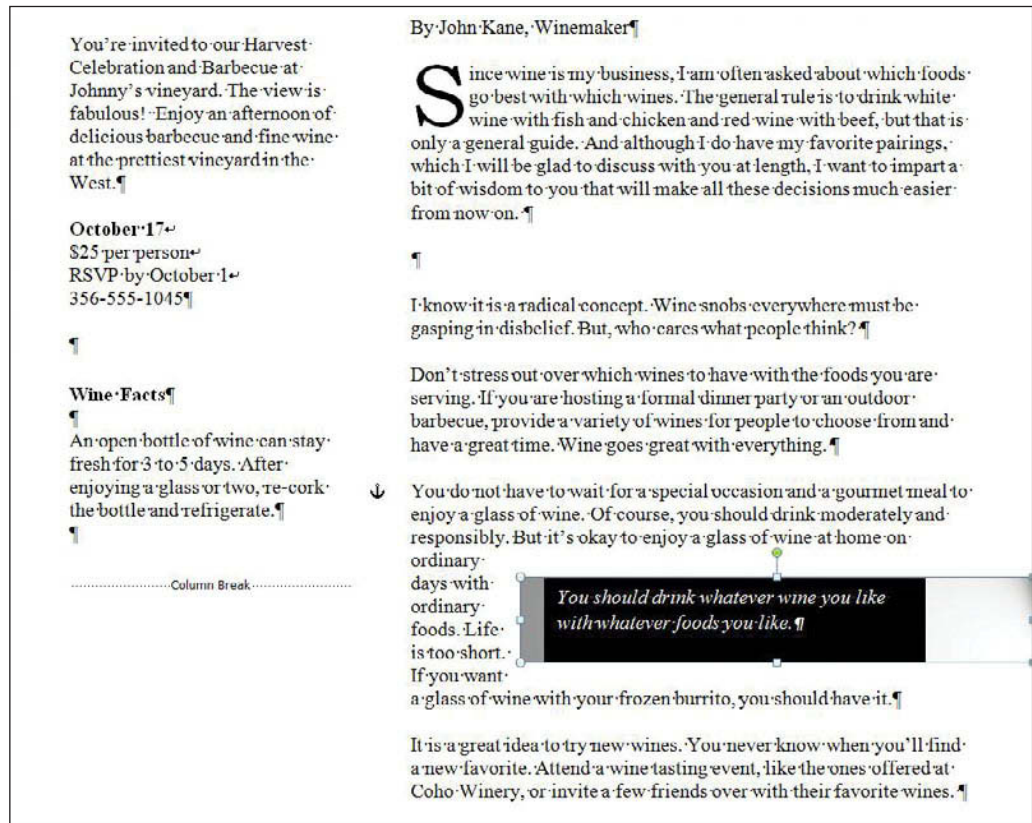 You're invited to our Harvest
Celebration and Barbecue at
Johnny's vineyard. The view is
fabulous! Enjoy an afternoon of
delicious barbecue and fine wine
at the prettiest vineyard in the
West.¶
October 17↵
$25 per person↵
RSVP by October 1↵
356-555-1045¶
¶
Wine Facts¶
¶
An open bottle of wine can stay
fresh for 3 to 5 days. After
enjoying a glass or two, re-cork
the bottle and refrigerate.¶
¶
Column Break
By John Kane, Winemaker¶
Since wine is my business, I am often asked about which foods
go best with which wines. The general rule is to drink white
wine with fish and chicken and red wine with beef, but that is
only a general guide. And although I do have my favorite pairings,
which I will be glad to discuss with you at length, I want to impart a
bit of wisdom to you that will make all these decisions much easier
from now on. ¶
¶
I know it is a radical concept. Wine snobs everywhere must be
gasping in disbelief. But, who cares what people think? ¶
Don't stress out over which wines to have with the foods you are
serving. If you are hosting a formal dinner party or an outdoor
barbecue, provide a variety of wines for people to choose from and
have a great time. Wine goes great with everything. ¶
You do not have to wait for a special occasion and a gourmet meal to
enjoy a glass of wine. Of course, you should drink moderately and
responsibly. But it's okay to enjoy a glass of wine at home on
ordinary
days with
ordinary
foods. Life
is too short.
If you want
a glass of wine with your frozen burrito, you should have it.¶
You should drink whatever wine you like
with whatever foods you like.¶
It is a great idea to try new wines. You never know when you'll find
a new favorite. Attend a wine tasting event, like the ones offered at
Coho Winery, or invite a few friends over with their favorite wines. ¶